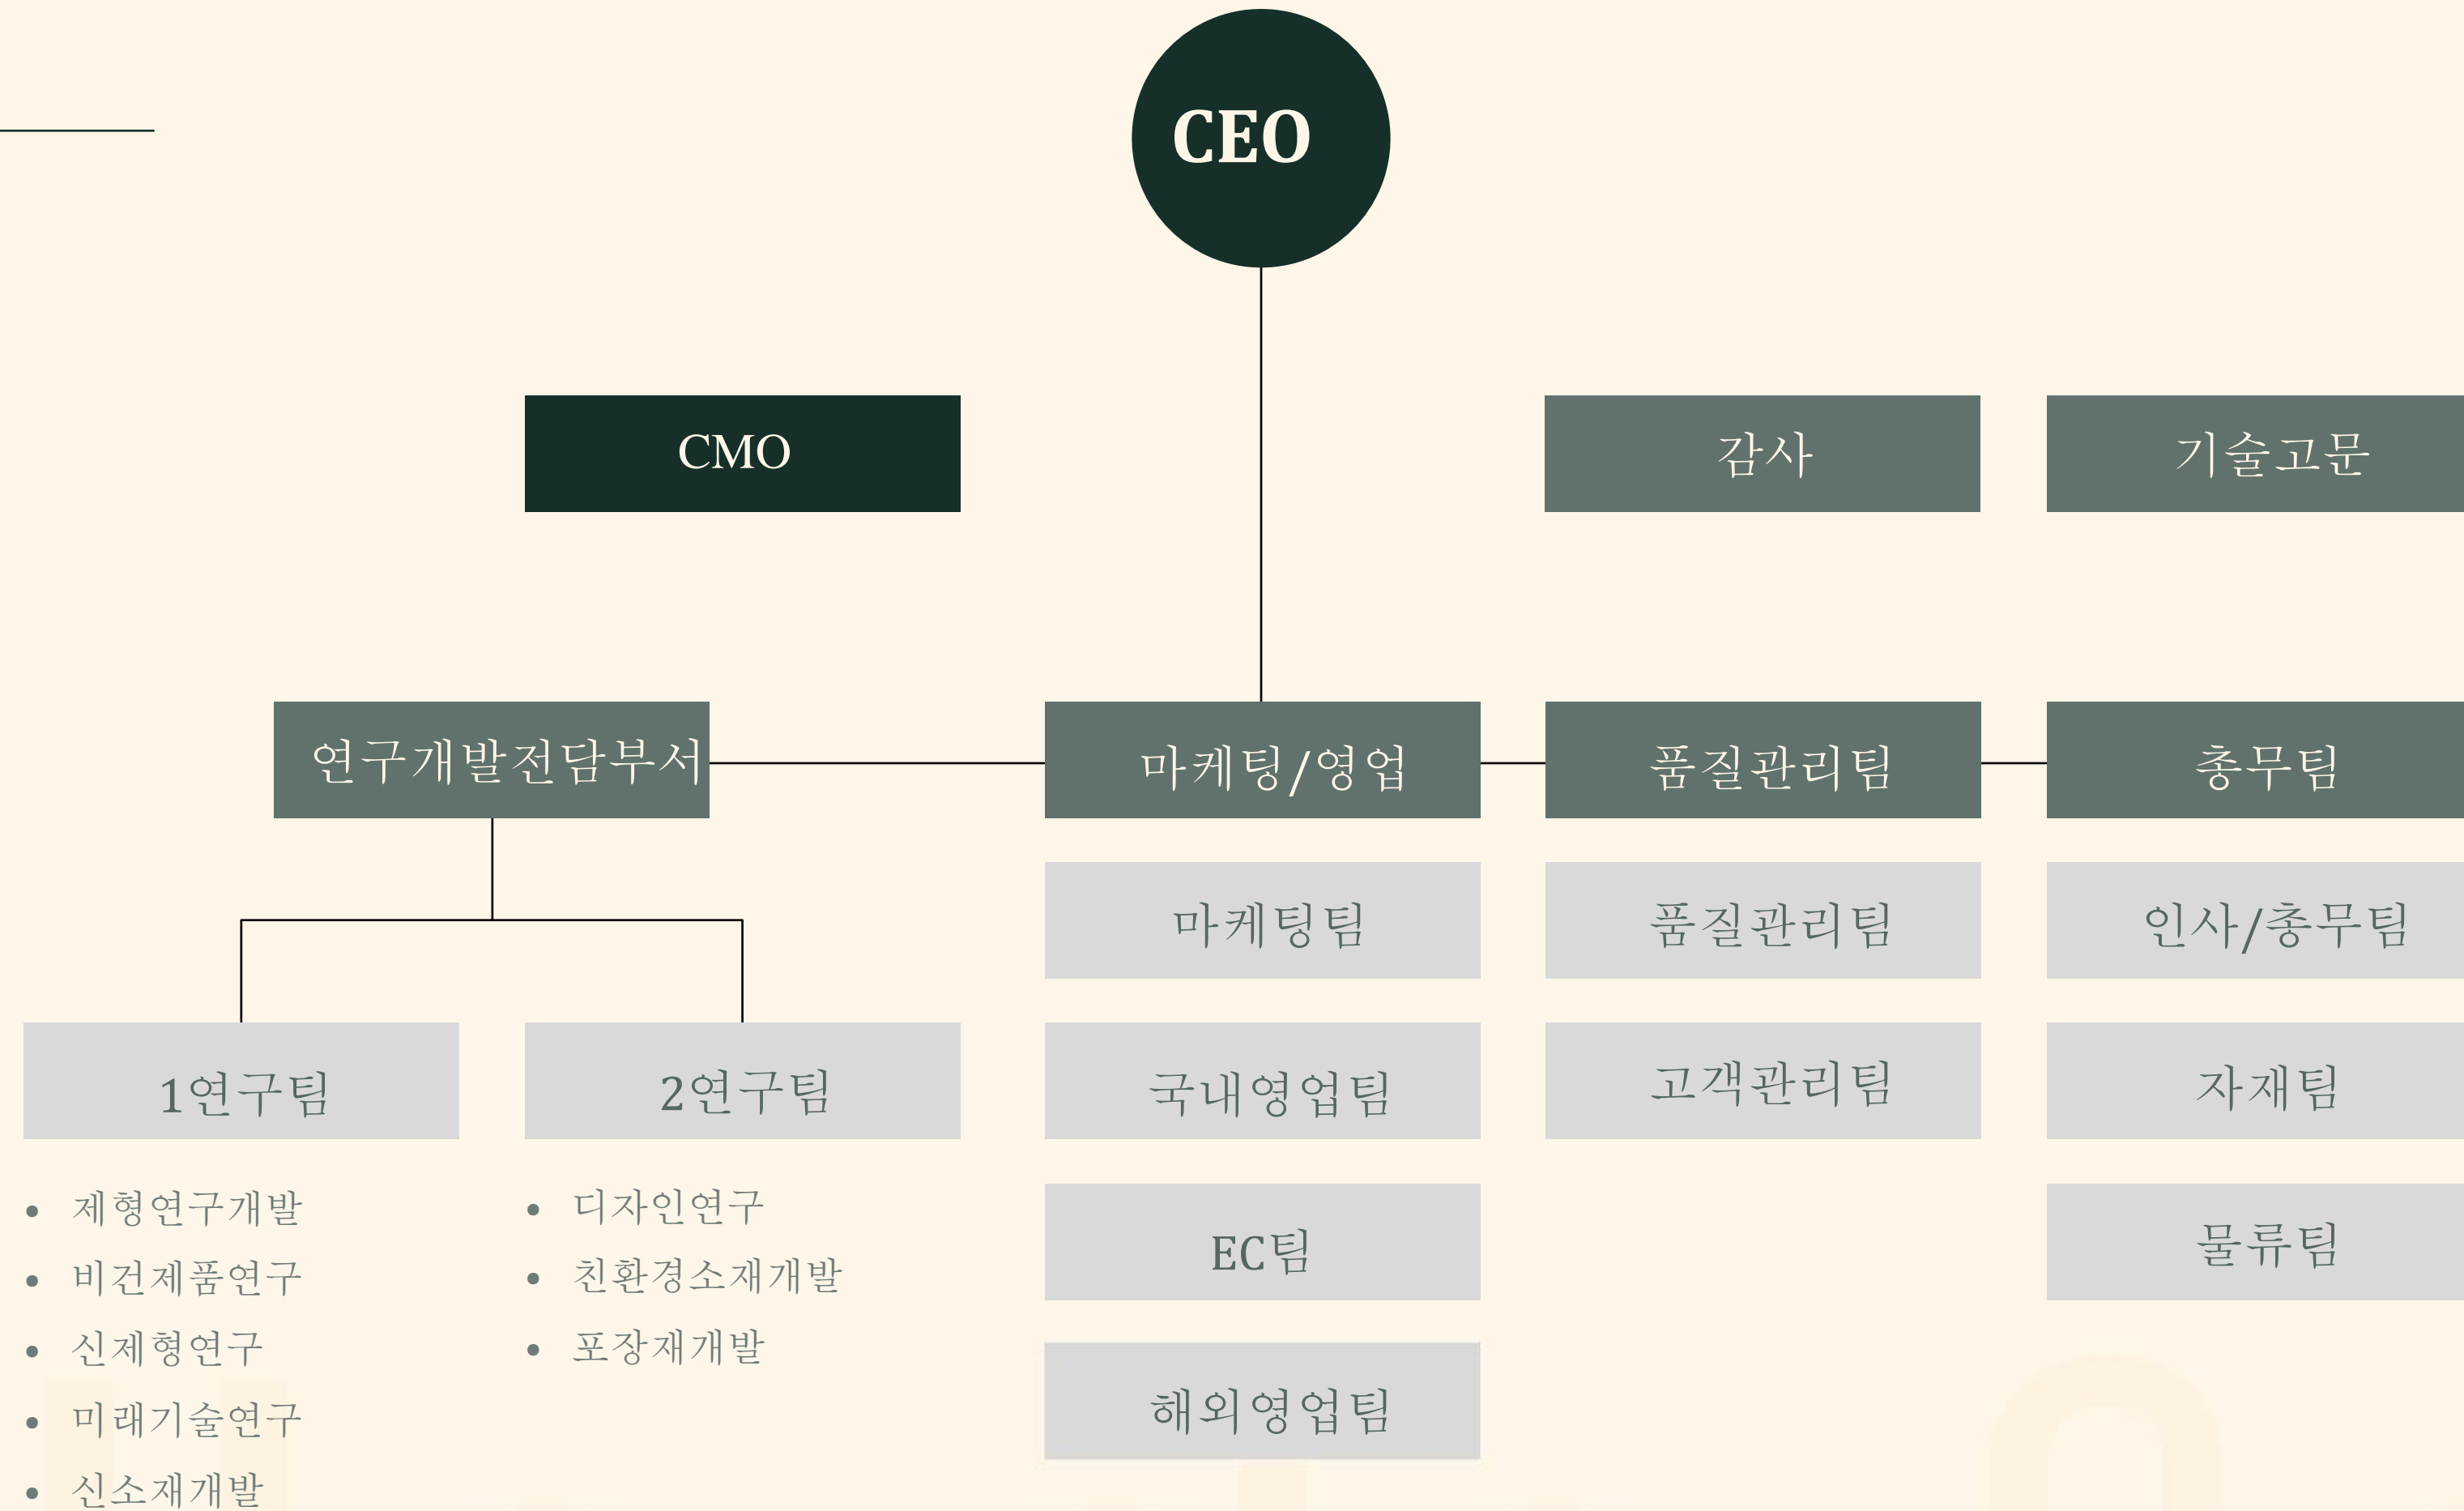 CEO
CMO
감사
기술고문
연구개발전담부서
마케팅/영업
품질관리팀
총무팀
마케팅팀
품질관리팀
인사/총무팀
1연구팀
2연구팀
국내영업팀
고객관리팀
자재팀
제형연구개발
비건제품연구
신제형연구
미래기술연구
신소재개발
디자인연구
친환경소재개발
포장재개발
EC팀
물류팀
해외영업팀